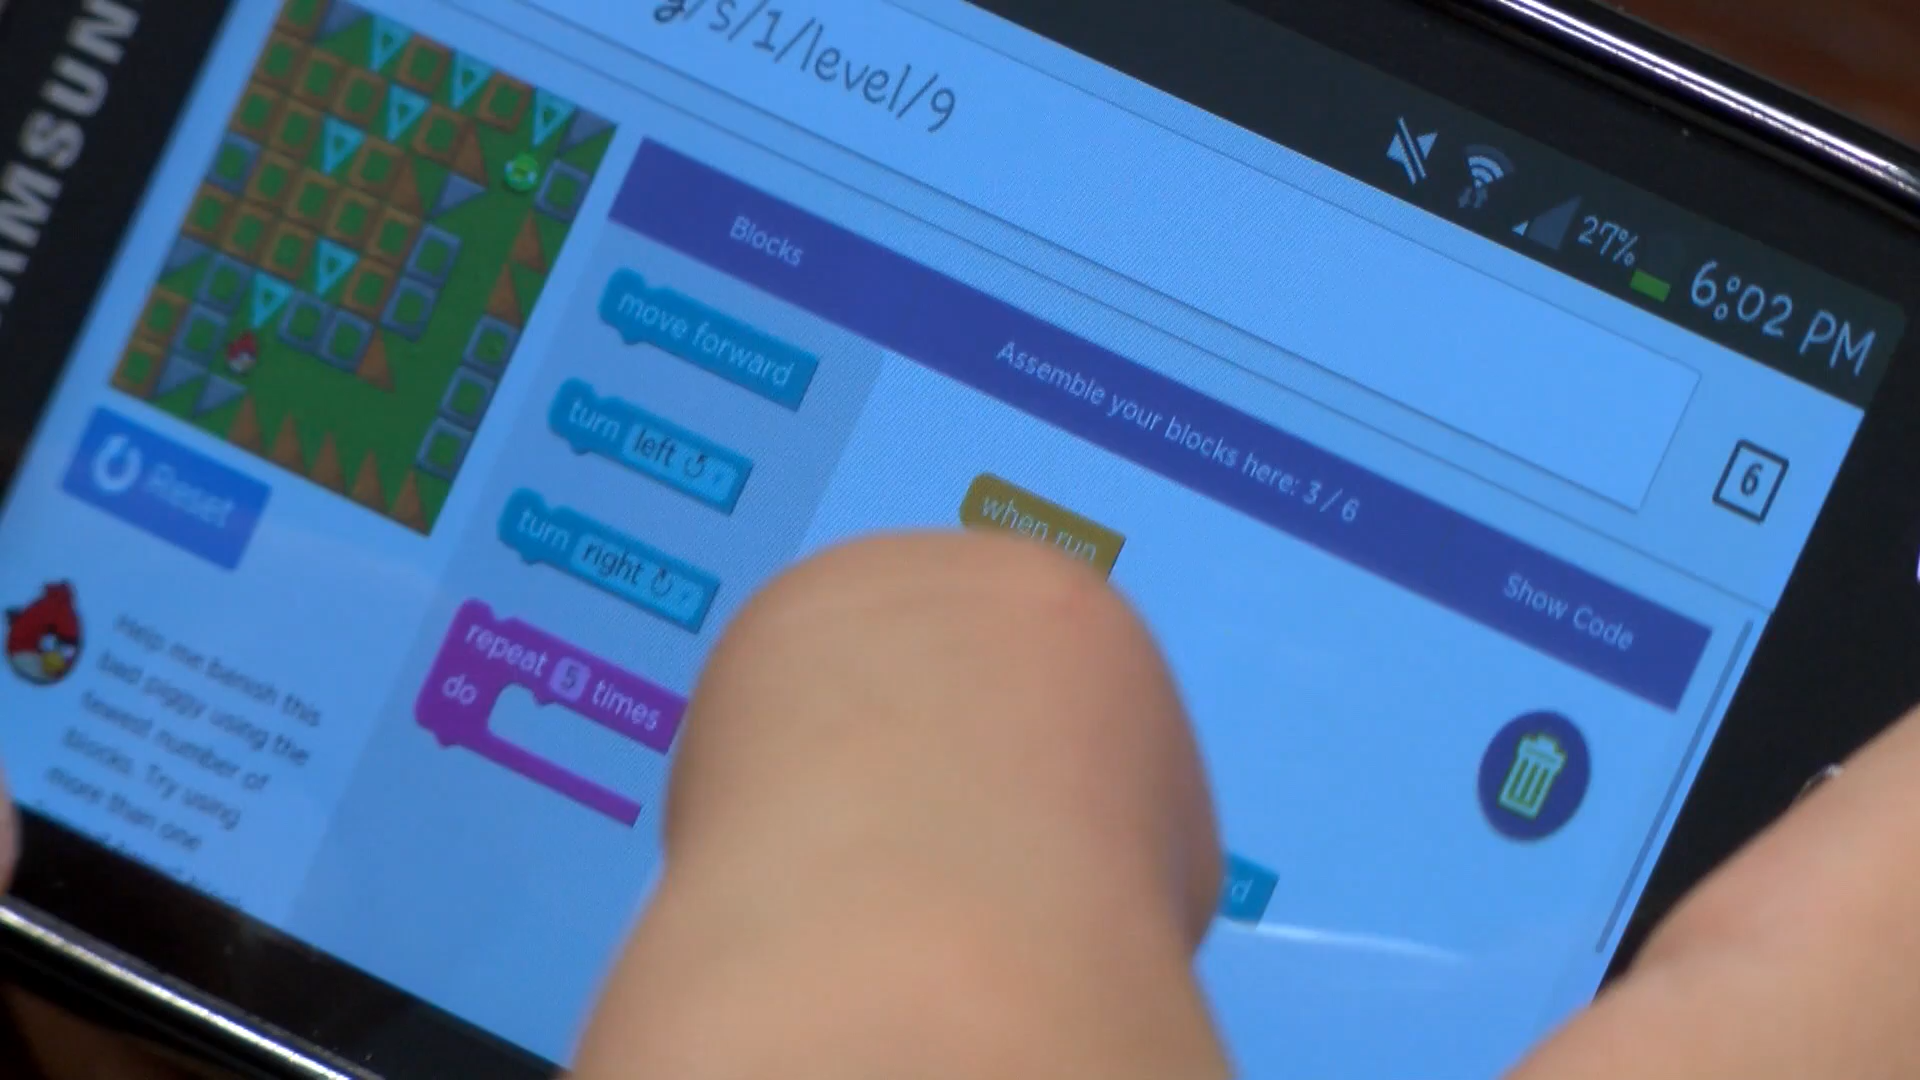 SAMSUN
/s/1/level/9
27%
6:02 PM
6
Blocks
Assemble your blocks here: 3 / 6
Show Code
move forward
turn left
turn right
repeat 5 times
do
when run
Reset
Help me banish this
bad piggy using the
fewest number of
blocks. Try using
more than one